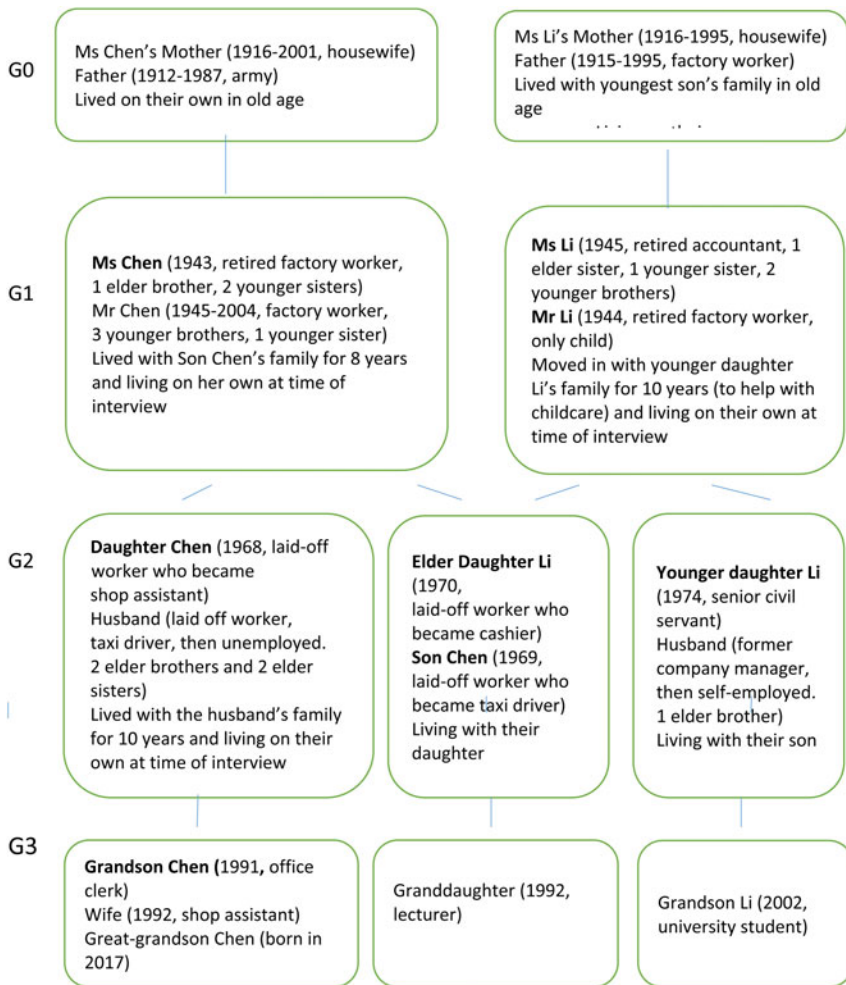 G0
Ms Chen's Mother (1916-2001, housewife)
Father (1912-1987, army)
Lived on their own in old age
Ms Li's Mother (1916-1995, housewife)
Father (1915-1995, factory worker)
Lived with youngest son's family in old
age
G1
Ms Chen (1943, retired factory worker,
1 elder brother, 2 younger sisters)
Mr Chen (1945-2004, factory worker,
3 younger brothers, 1 younger sister)
Lived with Son Chen's family for 8 years
and living on her own at time of
interview
Ms Li (1945, retired accountant, 1
elder sister, 1 younger sister, 2
younger brothers)
Mr Li (1944, retired factory worker,
only child)
Moved in with younger daughter
Li's family for 10 years (to help with
childcare) and living on their own at
time of interview
G2
Daughter Chen (1968, laid-off
worker who became
shop assistant)
Husband (laid off worker,
taxi driver, then unemployed.
2 elder brothers and 2 elder
sisters)
Lived with the husband's family
for 10 years and living on their
own at time of interview
Elder Daughter Li
(1970,
laid-off worker who
became cashier)
Son Chen (1969,
laid-off worker who
became taxi driver)
Living with their
daughter
Younger daughter Li
(1974, senior civil
servant)
Husband (former
company manager,
then self-employed.
1 elder brother)
Living with their son
G3
Grandson Chen (1991, office
clerk)
Wife (1992, shop assistant)
Great-grandson Chen (born in
2017)
Granddaughter (1992,
lecturer)
Grandson Li (2002,
university student)